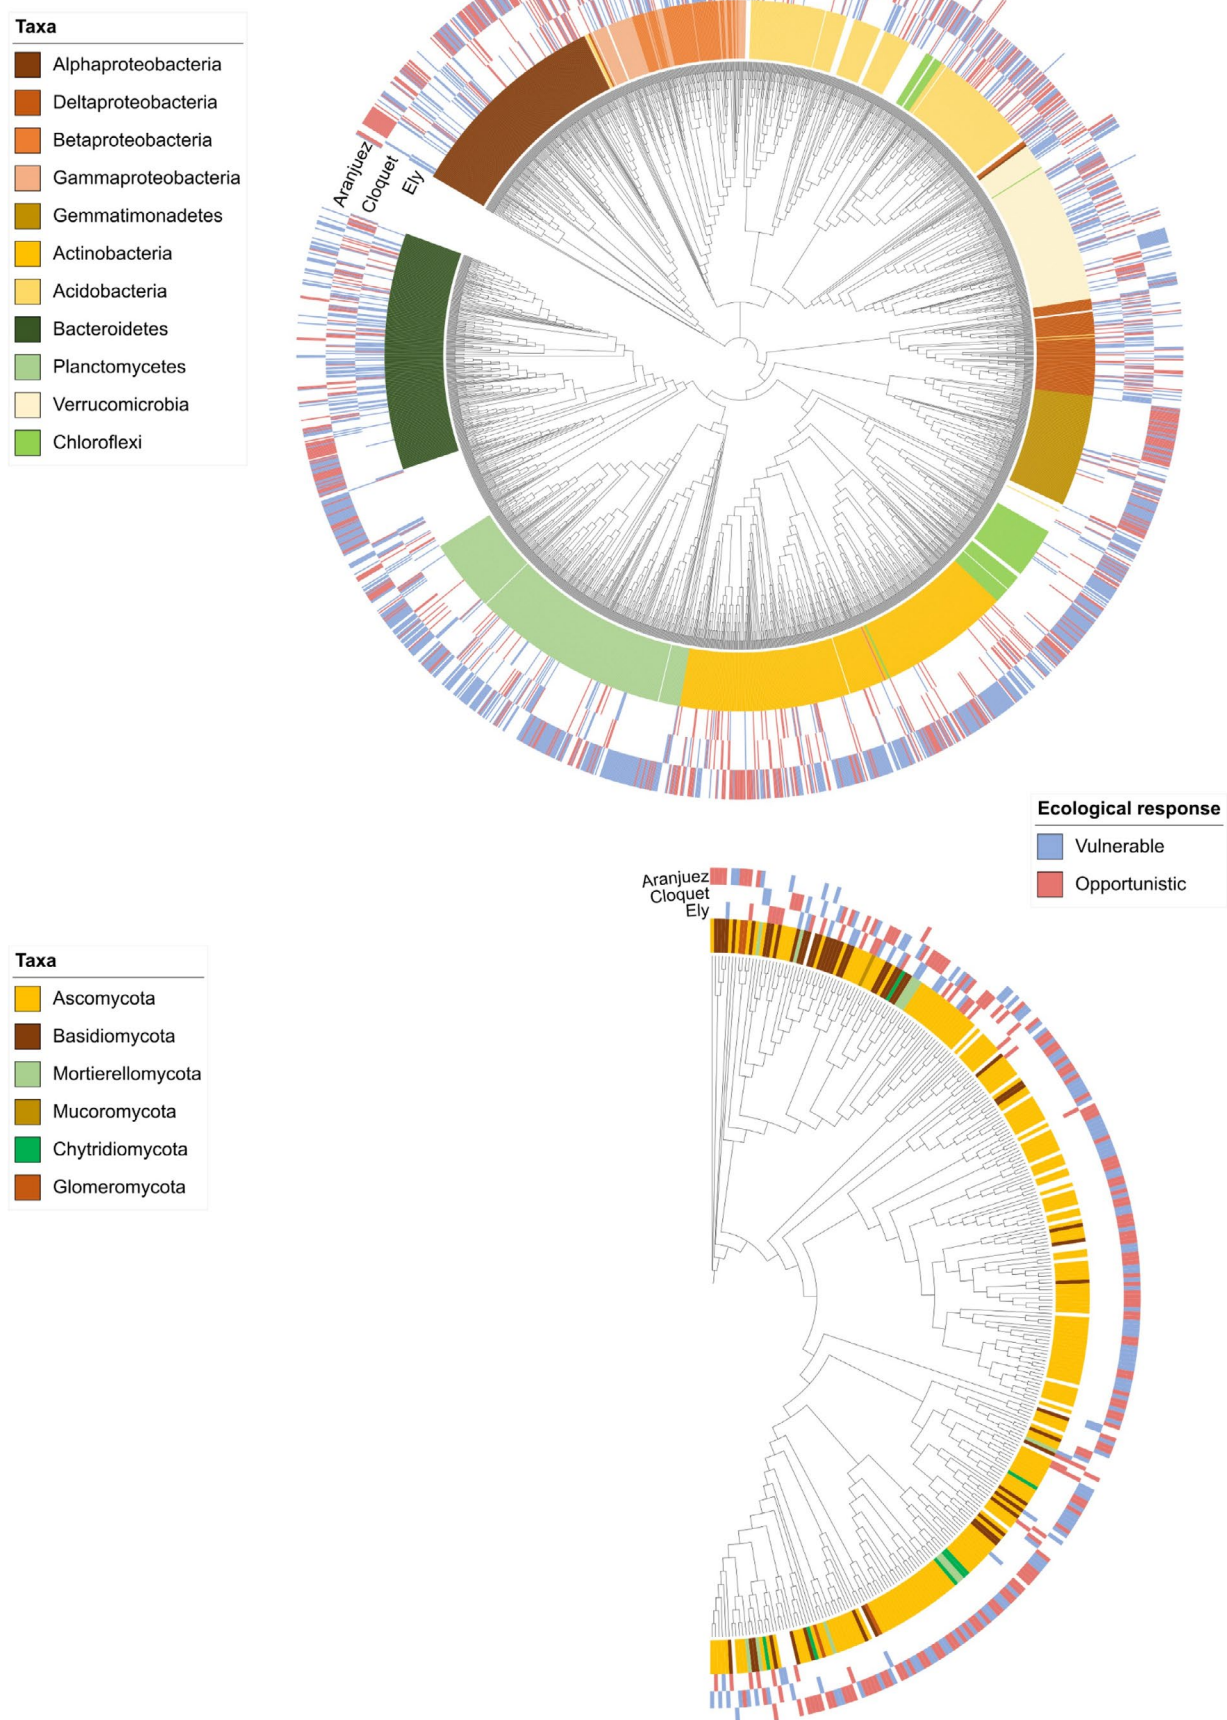 Taxa
Alphaproteobacteria
Deltaproteobacteria
Betaproteobacteria
Gammaproteobacteria
Gemmatimonadetes
Actinobacteria
Acidobacteria
Bacteroidetes
Planctomycetes
Verrucomicrobia
Chloroflexi
Aranjuez
Cloquet
Ely
Ecological response
Vulnerable
Opportunistic
Aranjuez
Cloquet
Ely
Taxa
Ascomycota
Basidiomycota
Mortierellomycota
Mucoromycota
Chytridiomycota
Glomeromycota